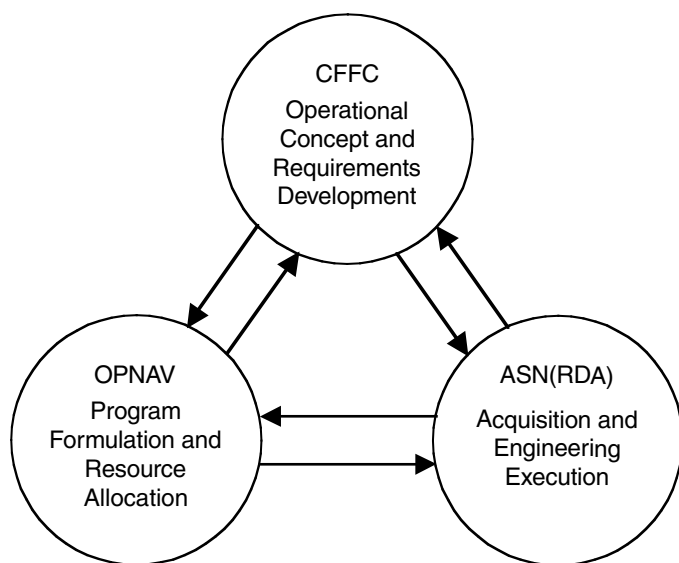 CFFC
Operational
Concept and
Requirements
Development
OPNAV
Program
Formulation and
Resource
Allocation
ASN(RDA)
Acquisition and
Engineering
Execution